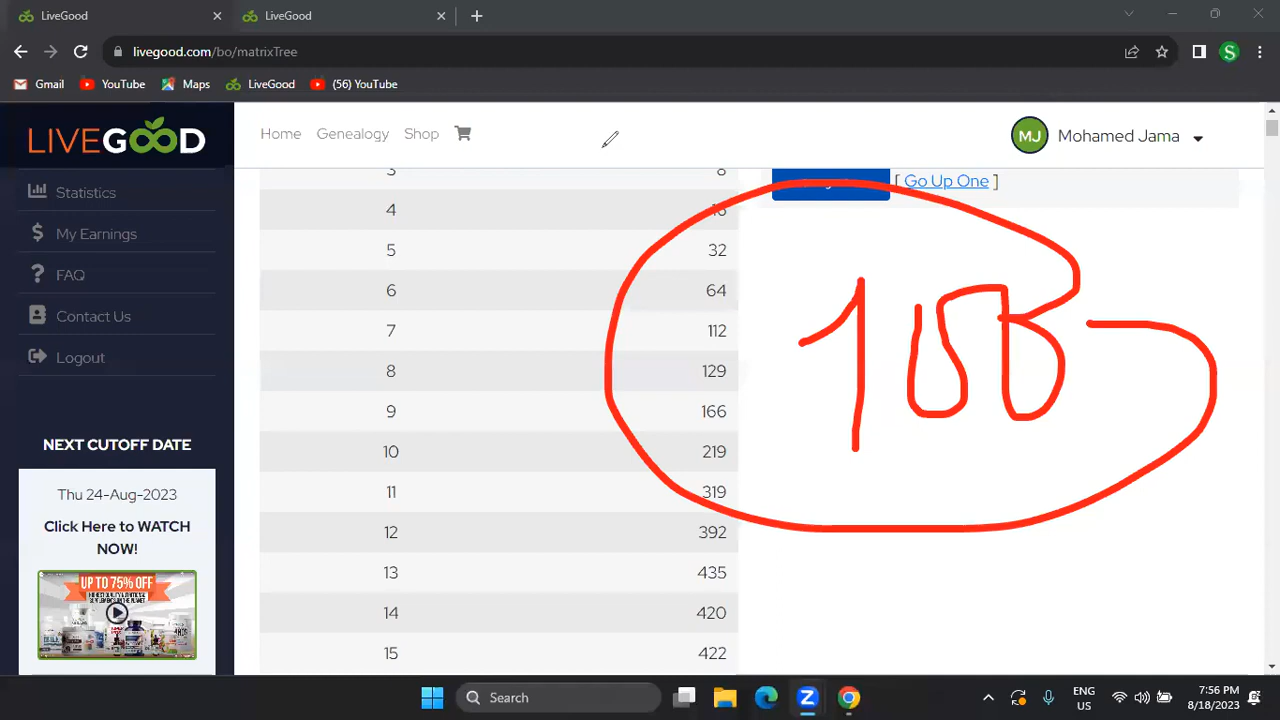 LiveGood
LiveGood
livegood.com/bo/matrixTree
S
Gmail
YouTube
Maps
LiveGood
(56) YouTube
LIVEGOOD
Home
Genealogy
Shop
MJ
Mohamed Jama
Statistics
My Earnings
FAQ
Contact Us
Logout
NEXT CUTOFF DATE
Thu 24-Aug-2023
Click Here to WATCH
NOW!
UP TO 75% OFF
3 8
[ Go Up One ]
4 16
5 32
6 64
7 112
8 129
9 166
10 219
11 319
12 392
13 435
14 420
15 422
Search
ENG
US
7:56 PM
8/18/2023